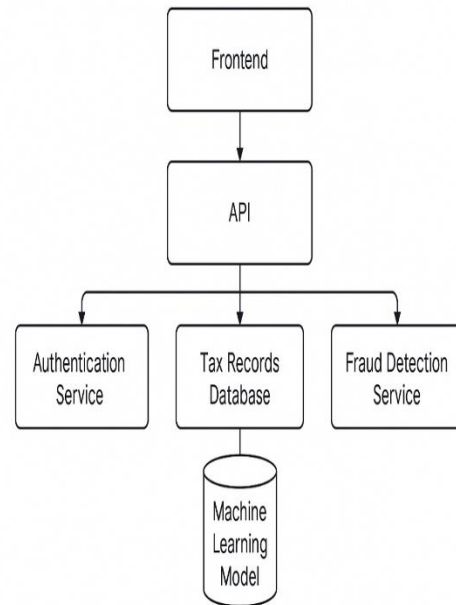 Frontend
API
Authentication
Service
Tax Records
Database
Fraud Detection
Service
Machine
Learning
Model